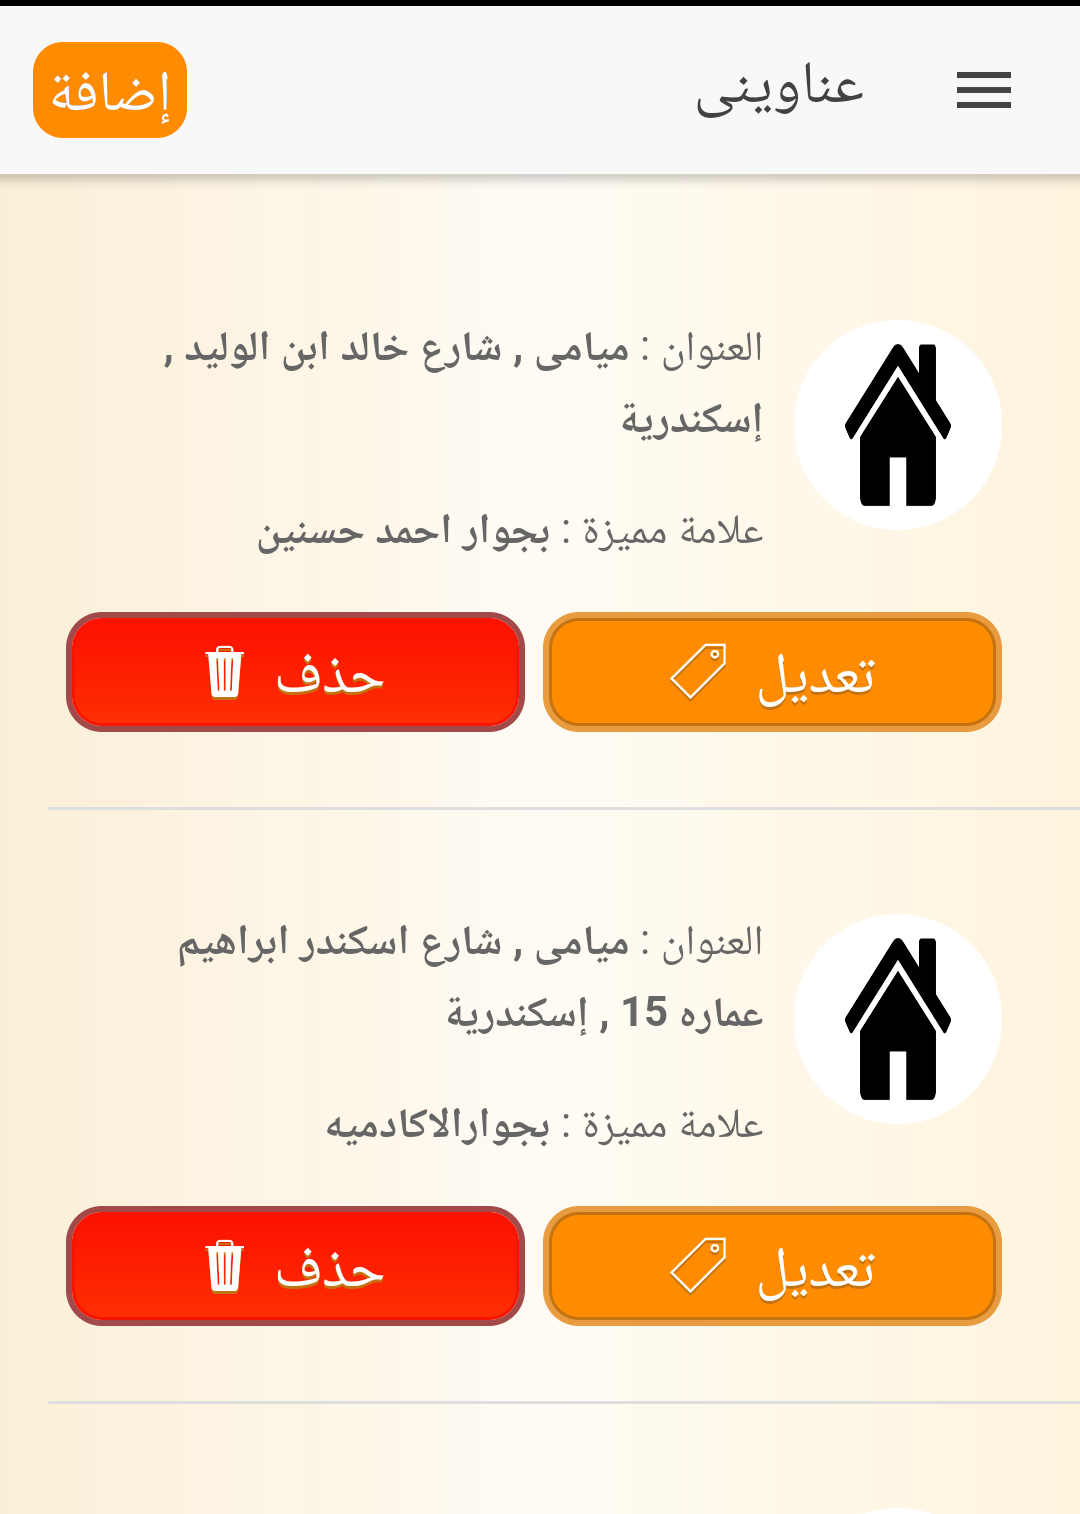 عناوينى
إضافة
العنوان : ميامى , شارع خالد ابن الوليد ,
إسكندرية
علامة مميزة : بجوار احمد حسنين
تعديل
حذف
العنوان : ميامى , شارع اسكندر ابراهيم
عماره 15 , إسكندرية
علامة مميزة : بجوارالاكادميه
تعديل
حذف